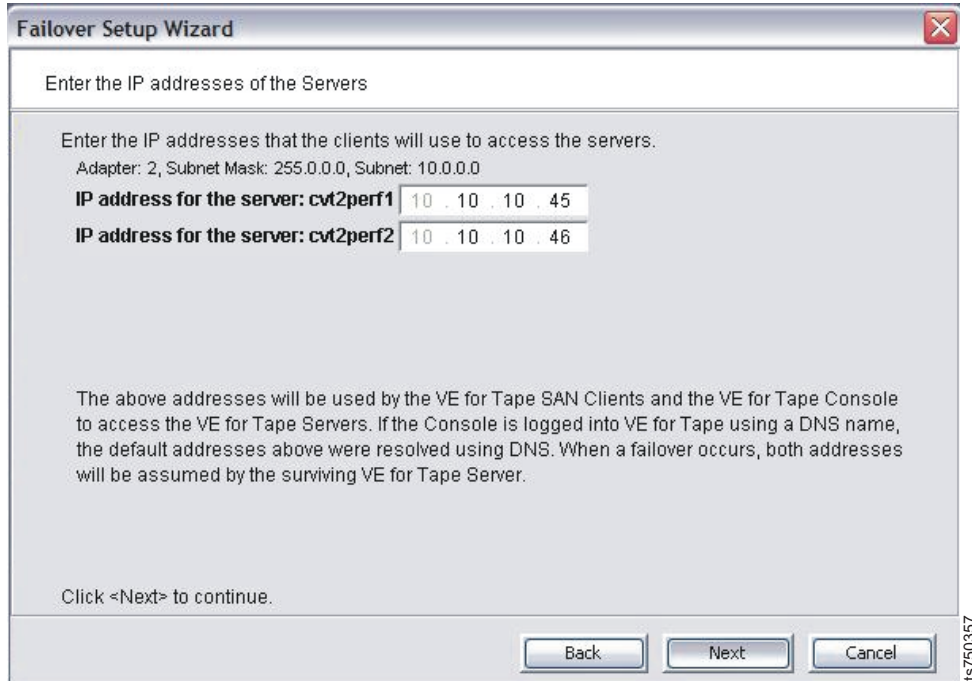 Failover Setup Wizard
Enter the IP addresses of the Servers
Enter the IP addresses that the clients will use to access the servers.
Adapter: 2, Subnet Mask: 255.0.0.0, Subnet: 10.0.0.0
IP address for the server: cvt2perf1 10 . 10 . 10 . 45
IP address for the server: cvt2perf2 10 . 10 . 10 . 46
The above addresses will be used by the VE for Tape SAN Clients and the VE for Tape Console
to access the VE for Tape Servers. If the Console is logged into VE for Tape using a DNS name,
the default addresses above were resolved using DNS. When a failover occurs, both addresses
will be assumed by the surviving VE for Tape Server.
Click <Next> to continue.
Back Next Cancel
ts750357